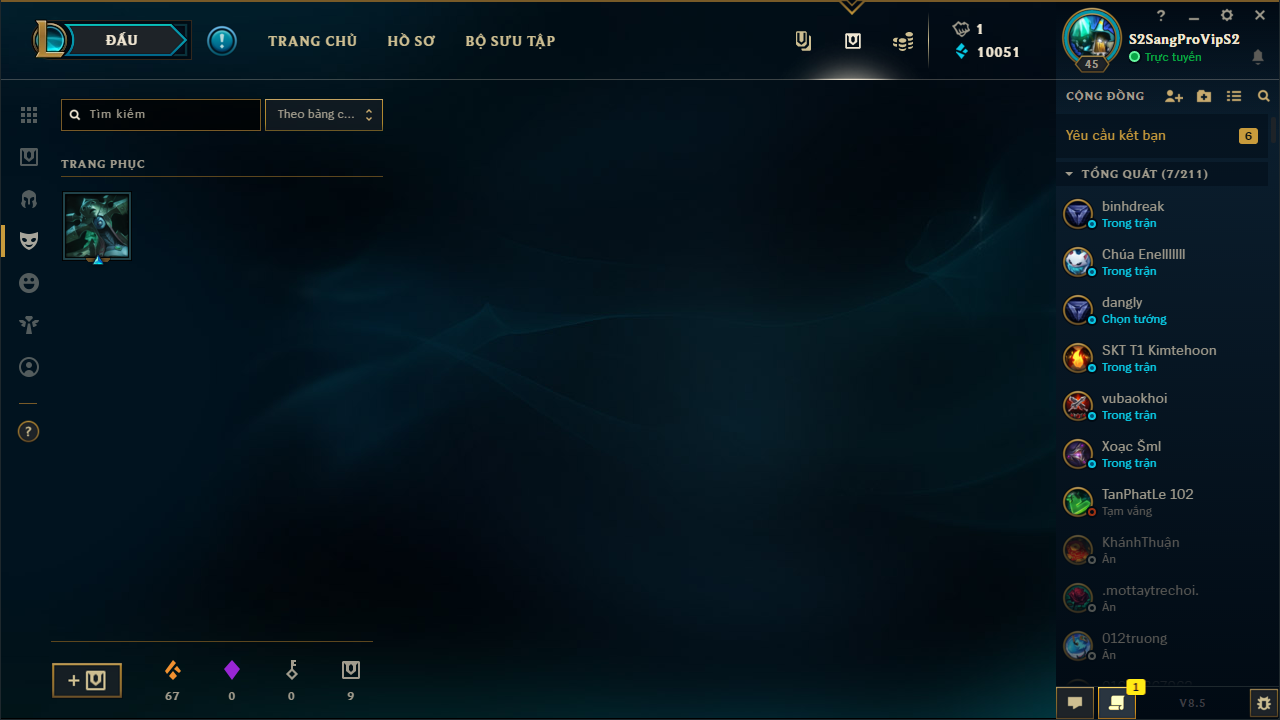 ĐẤU
TRANG CHỦ
HỒ SƠ
BỘ SƯU TẬP
1
10051
45
S2SangProVipS2
Trực tuyến
Tìm kiếm
Theo bảng c...
TRANG PHỤC
67
0
0
9
CỘNG ĐỒNG
Yêu cầu kết bạn
6
TỔNG QUÁT (7/211)
binhdreak
Trong trận
Chúa Enelllllll
Trong trận
dangly
Chọn tướng
SKT T1 Kimtehoon
Trong trận
vubaokhoi
Trong trận
Xoạc Šml
Trong trận
TanPhatLe 102
Tạm vắng
KhánhThuận
Ẩn
.mottaytrechoi.
Ẩn
012truong
Ẩn
1
V8.5